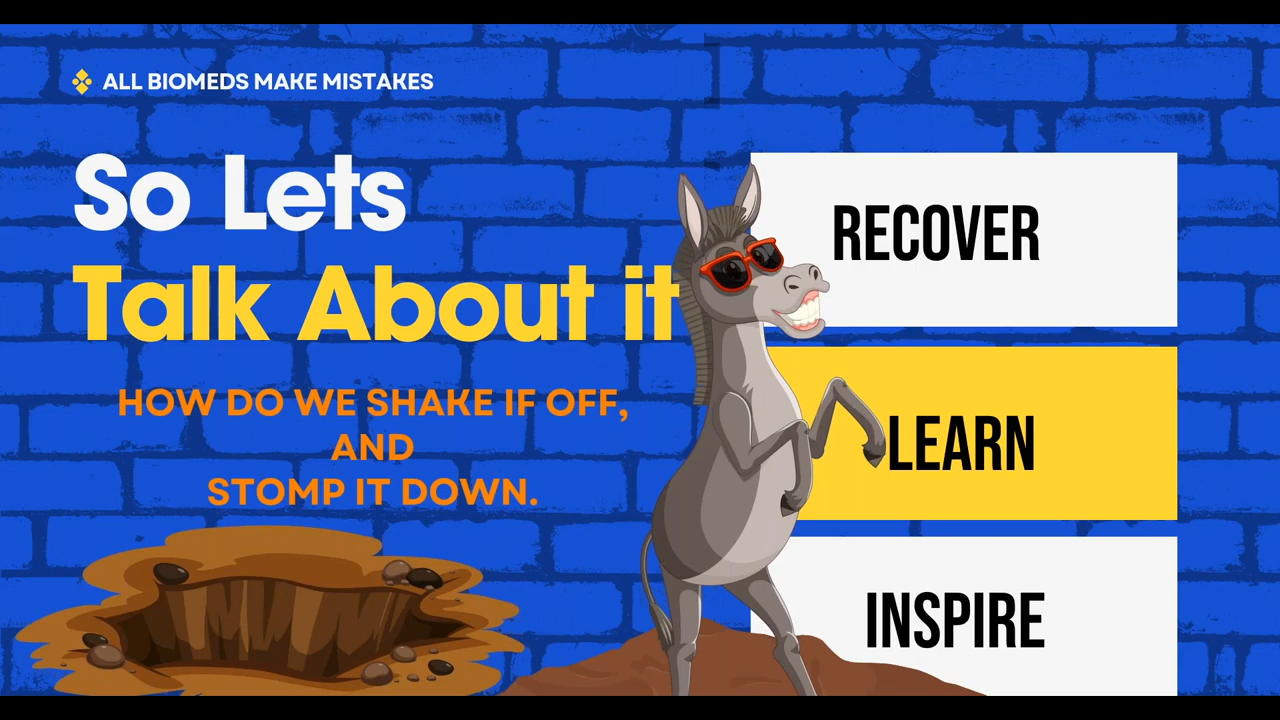 ALL BIOMEDS MAKE MISTAKES
So Lets
Talk About it
HOW DO WE SHAKE IF OFF,
AND
STOMP IT DOWN.
RECOVER
LEARN
INSPIRE